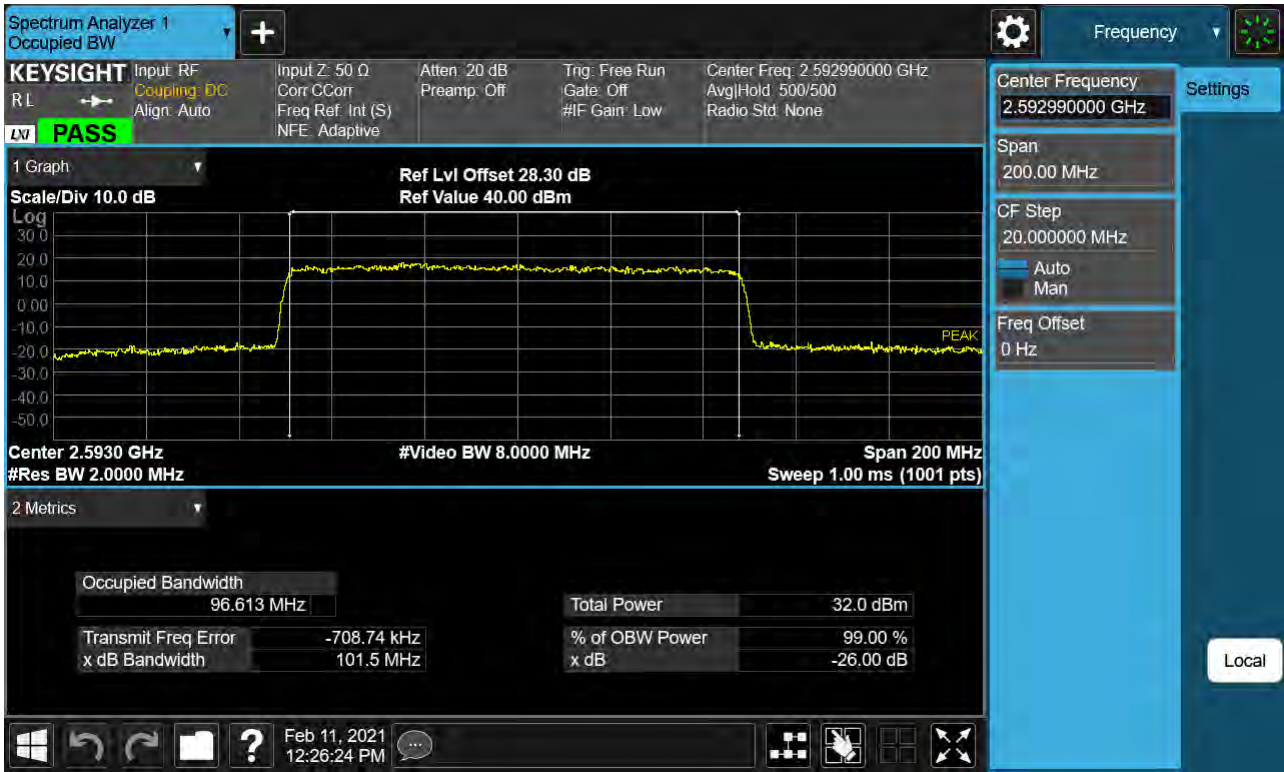 Spectrum Analyzer 1
Occupied BW
+
Frequency
KEYSIGHT
R L
LXI
PASS
Input: RF
Coupling: DC
Align: Auto
Input Z: 50 Ω
Corr CCorr
Freq Ref: Int (S)
NFE: Adaptive
Atten: 20 dB
Preamp: Off
Trig: Free Run
Gate: Off
#IF Gain: Low
Center Freq: 2.592990000 GHz
Avg|Hold: 500/500
Radio Std: None
Center Frequency
2.592990000 GHz
Settings
Span
200.00 MHz
CF Step
20.000000 MHz
Auto
Man
Freq Offset
0 Hz
Local
1 Graph
Scale/Div 10.0 dB
Ref Lvl Offset 28.30 dB
Ref Value 40.00 dBm
Log
30.0
20.0
10.0
0.00
-10.0
-20.0
-30.0
-40.0
-50.0
PEAK
Center 2.5930 GHz
#Video BW 8.0000 MHz
Span 200 MHz
#Res BW 2.0000 MHz
Sweep 1.00 ms (1001 pts)
2 Metrics
Occupied Bandwidth
96.613 MHz
Total Power 32.0 dBm
Transmit Freq Error -708.74 kHz
% of OBW Power 99.00 %
x dB Bandwidth 101.5 MHz
x dB -26.00 dB
?
Feb 11, 2021
12:26:24 PM